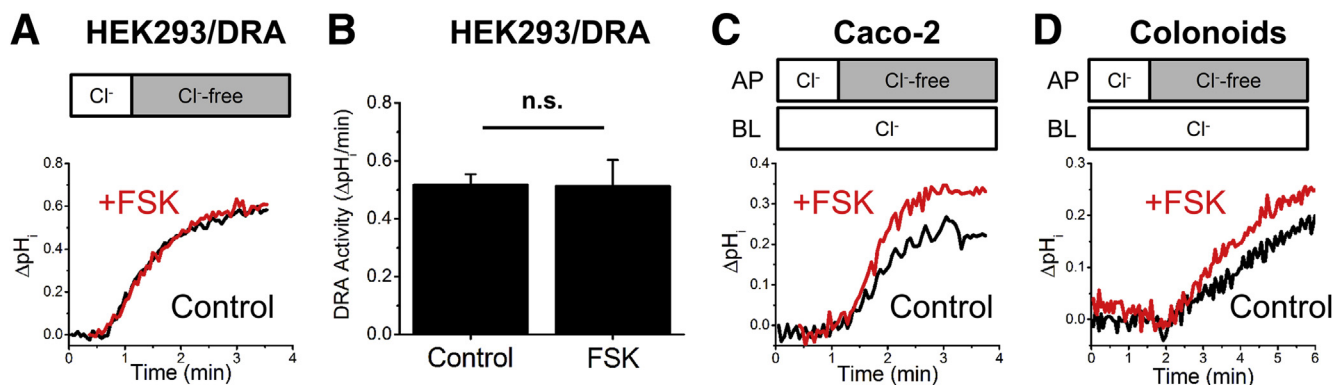 A HEK293/DRA
Cl- Cl--free
+FSK
Control
ΔpHi
0.8
0.6
0.4
0.2
0.0
0 1 2 3 4
Time (min)
B HEK293/DRA
n.s.
DRA Activity (ΔpHi/min)
0.8
0.6
0.4
0.2
0.0
Control FSK
C Caco-2
AP Cl- Cl--free
BL Cl-
+FSK
Control
ΔpHi
0.4
0.3
0.2
0.1
0.0
0 1 2 3 4
Time (min)
D Colonoids
AP Cl- Cl--free
BL Cl-
+FSK
Control
ΔpHi
0.3
0.2
0.1
0.0
0 1 2 3 4 5 6
Time (min)